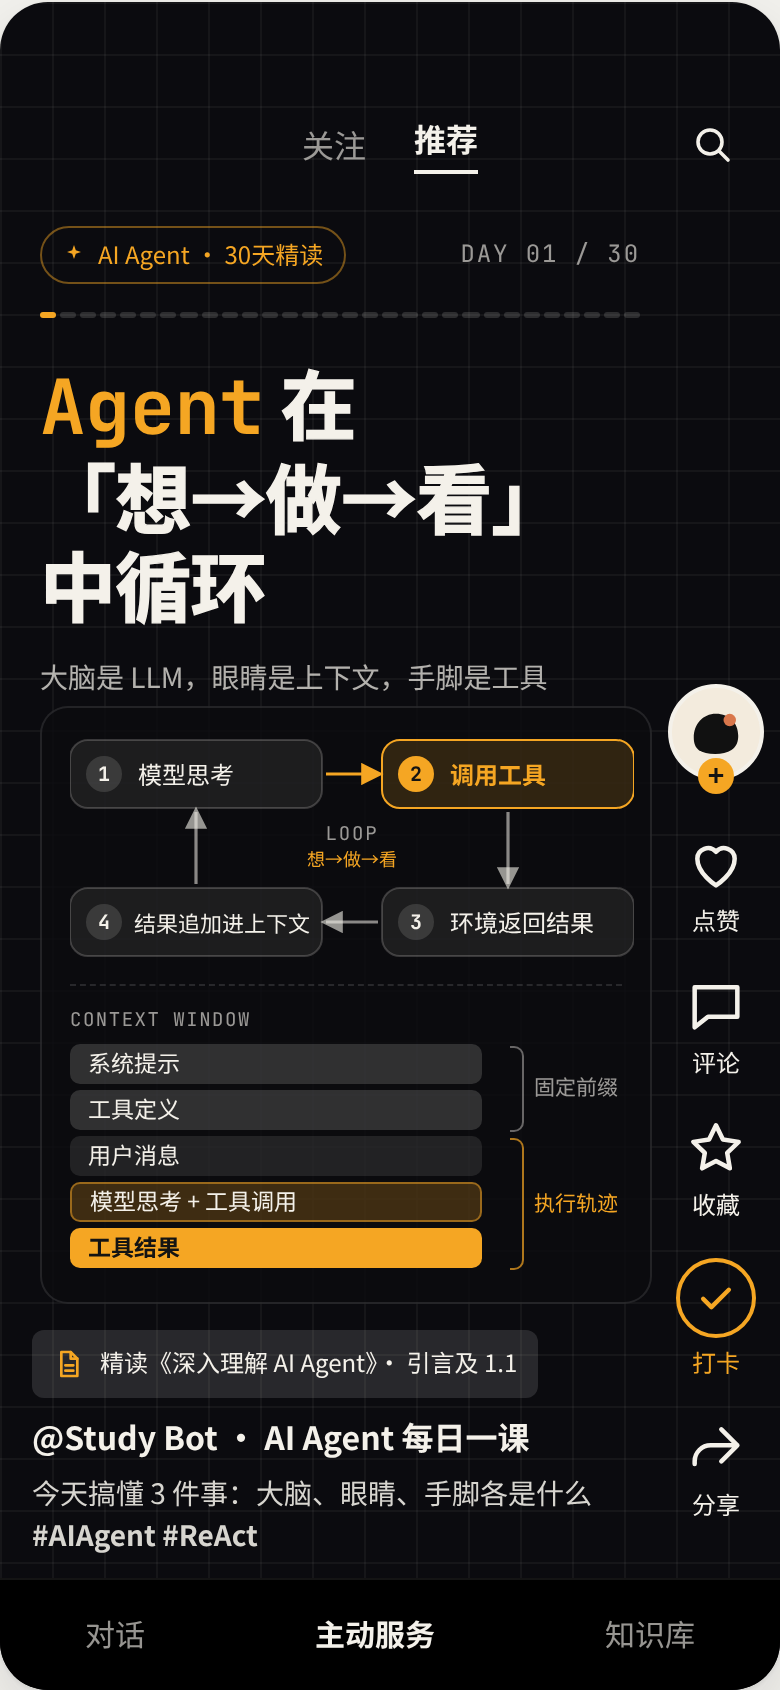 关注 推荐
AI Agent · 30天精读 DAY 01 / 30
Agent 在
「想→做→看」
中循环
大脑是 LLM，眼睛是上下文，手脚是工具
1 模型思考
2 调用工具
LOOP
想→做→看
4 结果追加进上下文
3 环境返回结果
CONTEXT WINDOW
系统提示
工具定义
固定前缀
用户消息
模型思考 + 工具调用
执行轨迹
工具结果
点赞
评论
收藏
打卡
分享
精读《深入理解 AI Agent》· 引言及 1.1
@Study Bot · AI Agent 每日一课
今天搞懂 3 件事：大脑、眼睛、手脚各是什么
#AIAgent #ReAct
对话 主动服务 知识库